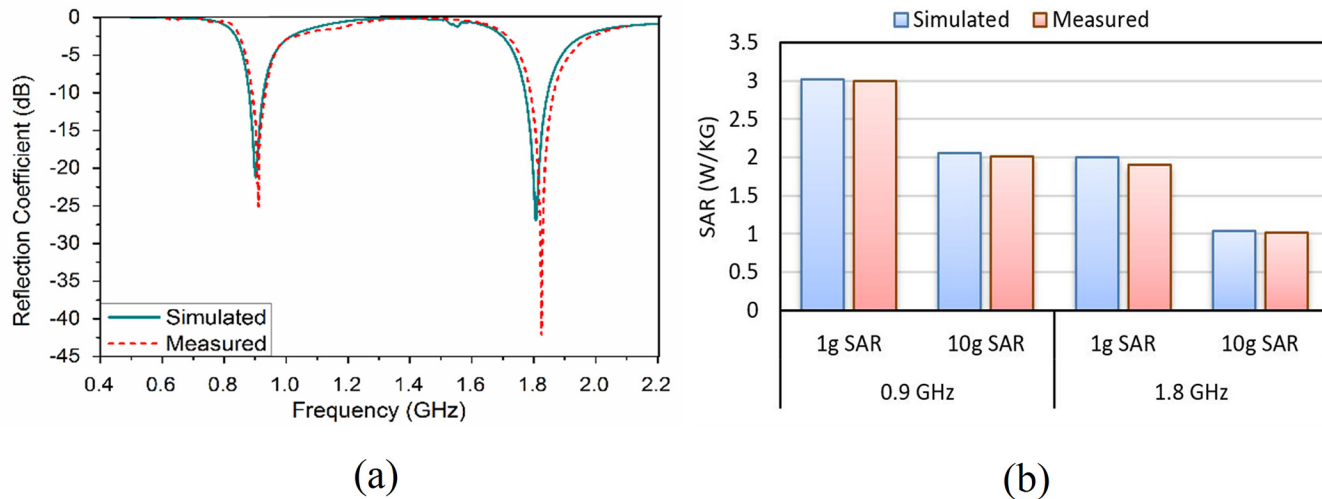 0
-5
-10
-15
-20
-25
-30
-35
-40
-45
Reflection Coefficient (dB)
Simulated
Measured
0.4 0.6 0.8 1.0 1.2 1.4 1.6 1.8 2.0 2.2
Frequency (GHz)
(a)
Simulated Measured
3.5
3
2.5
2
1.5
1
0.5
0
SAR (W/KG)
1g SAR 10g SAR 1g SAR 10g SAR
0.9 GHz 1.8 GHz
(b)